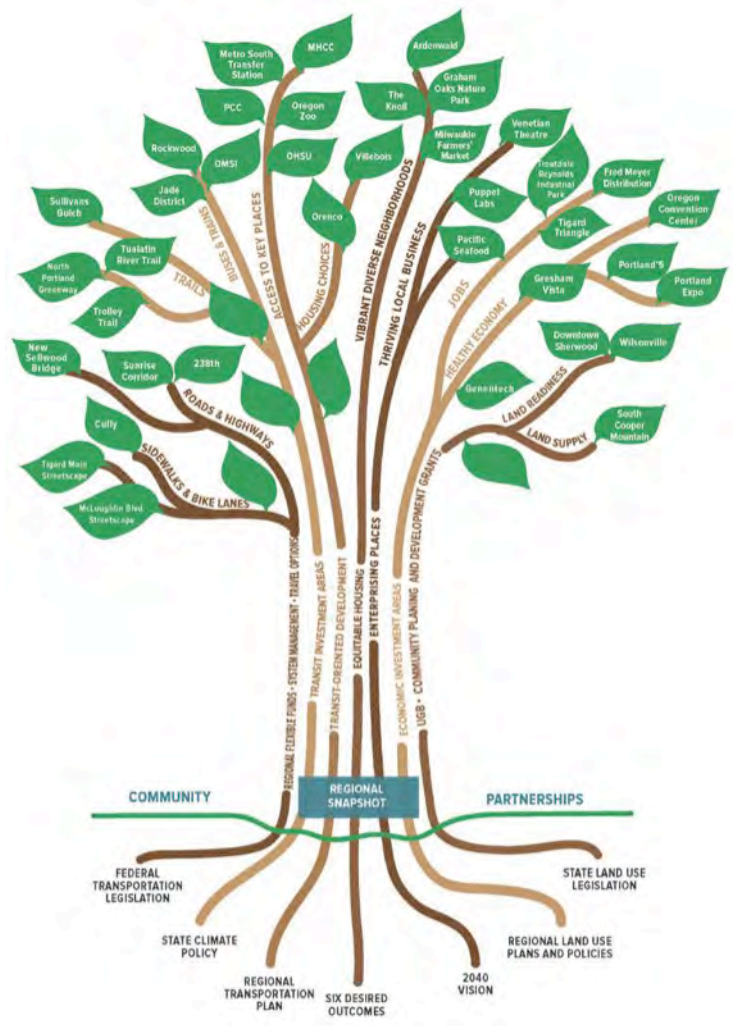 MHCC
Metro South
Transfer
Station
PCC
Oregon
Zoo
Rockwood
OMSI
OHSU
Jade
District
Villebois
Orenco
Ardenwald
Graham
Oaks Nature
Park
The
Knoll
Milwaukie
Farmers'
Market
Venetian
Theatre
Troutdale
Reynolds
Industrial
Park
Fred Meyer
Distribution
Puppet
Labs
Tigard
Triangle
Oregon
Convention
Center
Pacific
Seafood
Gresham
Vista
Portland'5
Portland
Expo
Sullivans
Gulch
Tualatin
River Trail
North
Portland
Greenway
Trolley
Trail
New
Sellwood
Bridge
Sunrise
Corridor
238th
Cully
Tigard Main
Streetscape
McLoughlin Blvd
Streetscape
Downtown
Sherwood
Wilsonville
Genentech
South
Cooper
Mountain
TRAILS
BUSES & TRAINS
ACCESS TO KEY PLACES
HOUSING CHOICES
VIBRANT DIVERSE NEIGHBORHOODS
THRIVING LOCAL BUSINESS
JOBS
HEALTHY ECONOMY
LAND READINESS
LAND SUPPLY
ROADS & HIGHWAYS
SIDEWALKS & BIKE LANES
REGIONAL FLEXIBLE FUNDS • SYSTEM MANAGEMENT • TRAVEL OPTIONS
TRANSIT INVESTMENT AREAS
TRANSIT-OREINTED DEVELOPMENT
EQUITABLE HOUSING
ENTERPRISING PLACES
ECONOMIC INVESTMENT AREAS
UGB • COMMUNITY PLANING AND DEVELOPMENT GRANTS
COMMUNITY
REGIONAL
SNAPSHOT
PARTNERSHIPS
FEDERAL
TRANSPORTATION
LEGISLATION
STATE CLIMATE
POLICY
REGIONAL
TRANSPORTATION
PLAN
SIX DESIRED
OUTCOMES
2040
VISION
REGIONAL LAND USE
PLANS AND POLICIES
STATE LAND USE
LEGISLATION